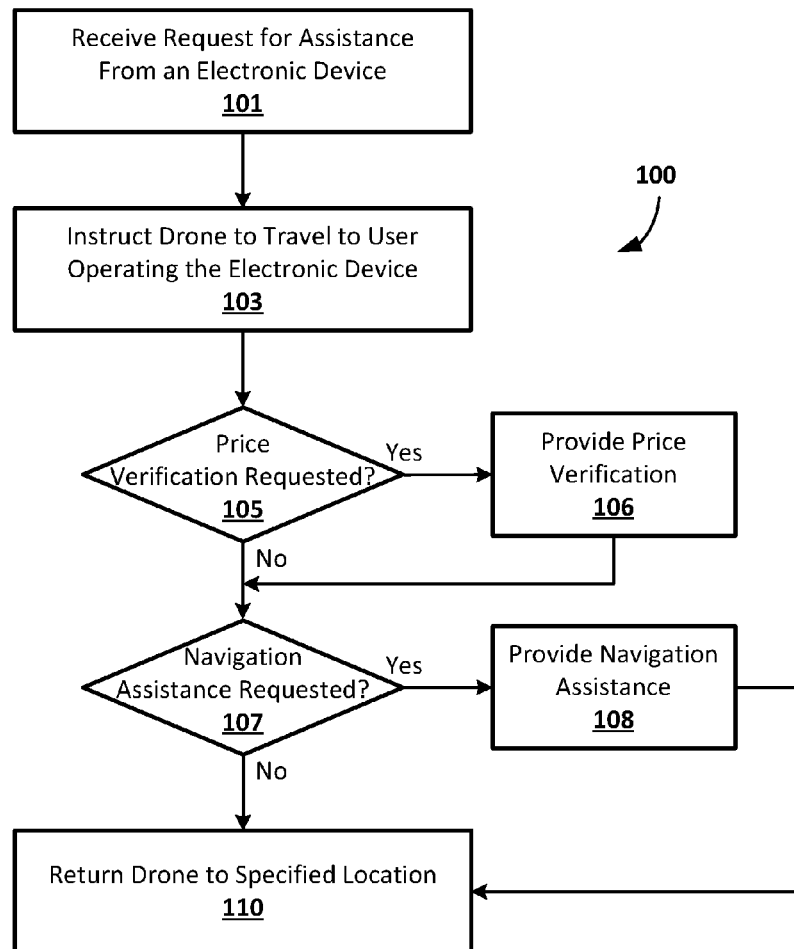 Receive Request for Assistance
From an Electronic Device
101
100
Instruct Drone to Travel to User
Operating the Electronic Device
103
Price
Verification Requested?
105
Yes
Provide Price
Verification
106
No
Navigation
Assistance Requested?
107
Yes
Provide Navigation
Assistance
108
No
Return Drone to Specified Location
110